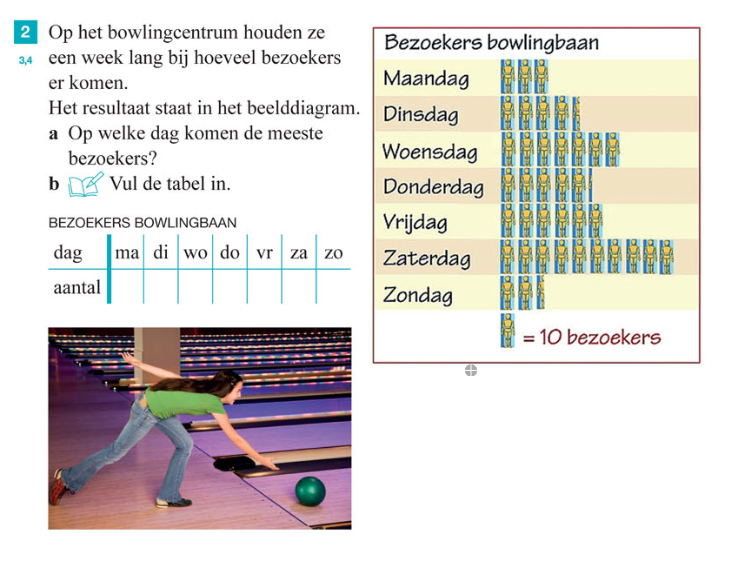 2 Op het bowlingcentrum houden ze
3,4 een week lang bij hoeveel bezoekers
er komen.
Het resultaat staat in het beelddiagram.
a Op welke dag komen de meeste
bezoekers?
b Vul de tabel in.
BEZOEKERS BOWLINGBAAN
dag ma di wo do vr za zo
aantal
Bezoekers bowlingbaan
Maandag
Dinsdag
Woensdag
Donderdag
Vrijdag
Zaterdag
Zondag
= 10 bezoekers